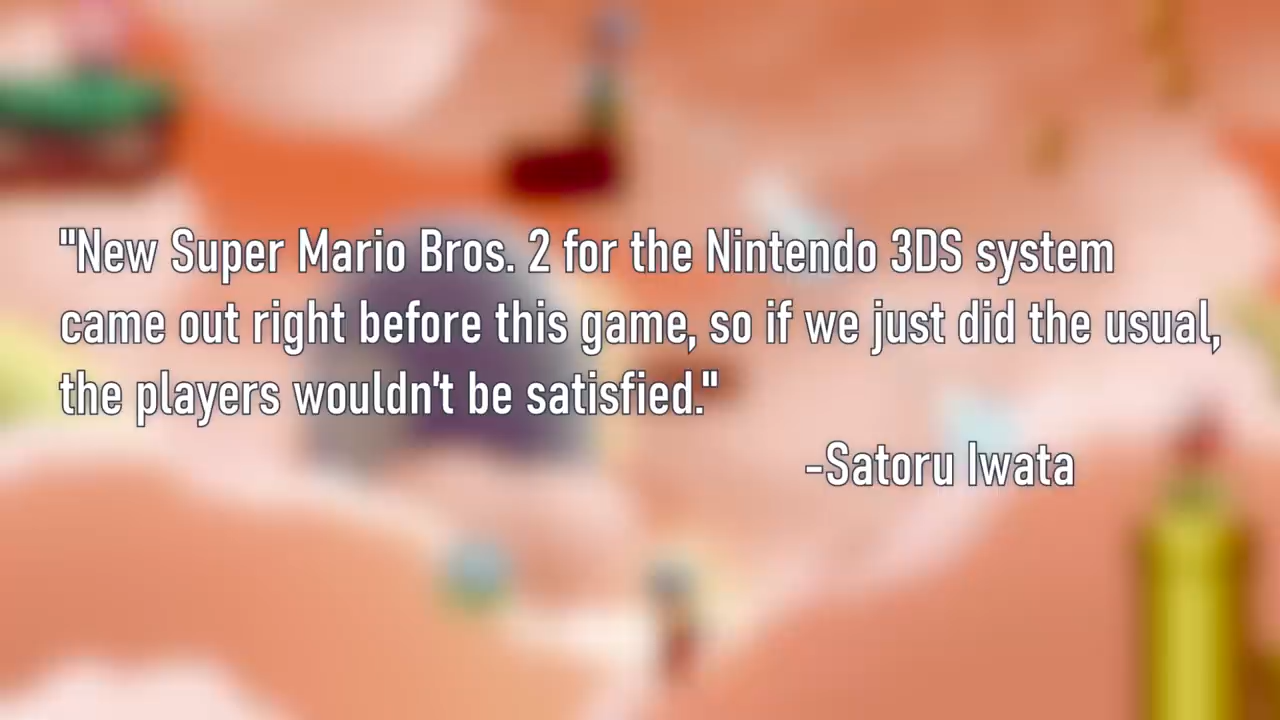 "New Super Mario Bros. 2 for the Nintendo 3DS system
came out right before this game, so if we just did the usual,
the players wouldn't be satisfied."
-Satoru Iwata